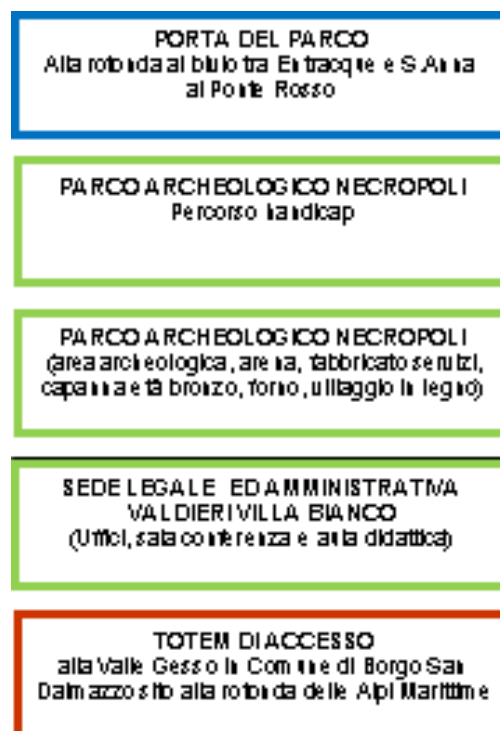 PORTA DEL PARCO
Alla rotonda al bivio tra Entracque e S.Anna
al Ponte Rosso
PARCO ARCHEOLOGICO NECROPOLI
Percorso handicap
PARCO ARCHEOLOGICO NECROPOLI
(area archeologica, arena, fabbricato servizi,
capanna età bronzo, forno, villaggio in legno)
SEDE LEGALE ED AMMINISTRATIVA
VALDIERI VILLA BIANCO
(Uffici, sala conferenza e aula didattica)
TOTEM DI ACCESSO
alla Valle Gesso in Comune di Borgo San
Dalmazzo sito alla rotonda delle Alpi Marittime